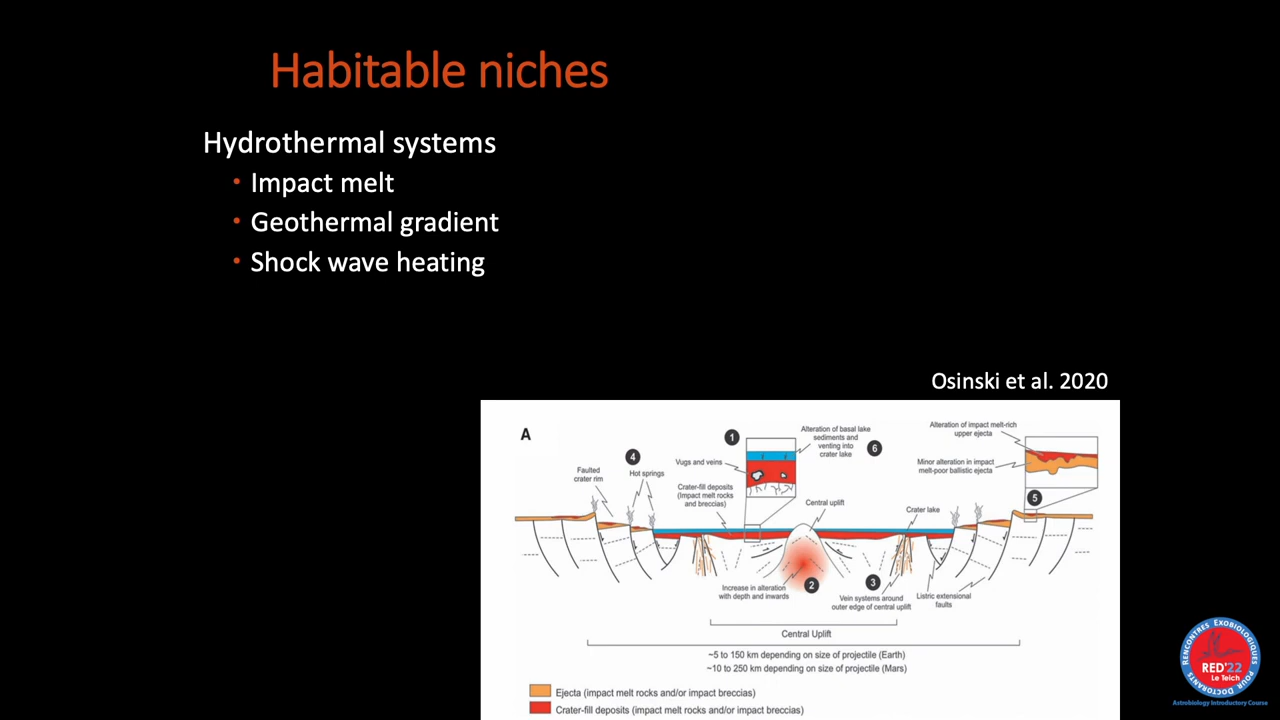 Habitable niches
Hydrothermal systems
• Impact melt
• Geothermal gradient
• Shock wave heating
Osinski et al. 2020
A
1
Alteration of basal lake
sediments and
venting into
crater lake
6
Alteration of impact melt-rich
upper ejecta
4
Hot springs
Faulted
crater rim
Vugs and veins
Minor alteration in impact
melt-poor ballistic ejecta
Crater-fill deposits
(Impact melt rocks
and breccias)
Central uplift
5
Crater lake
Increase in alteration
with depth and inwards
2
3
Vein systems around
outer edge of central uplift
Listric extensional
faults
Central Uplift
~5 to 150 km depending on size of projectile (Earth)
~10 to 250 km depending on size of projectile (Mars)
Ejecta (impact melt rocks and/or impact breccias)
Crater-fill deposits (impact melt rocks and/or impact breccias)
RENCONTRES EXOBIOLOGIQUES POUR DOCTORANTS
RED'22
Le Teich
Astrobiology Introductory Course